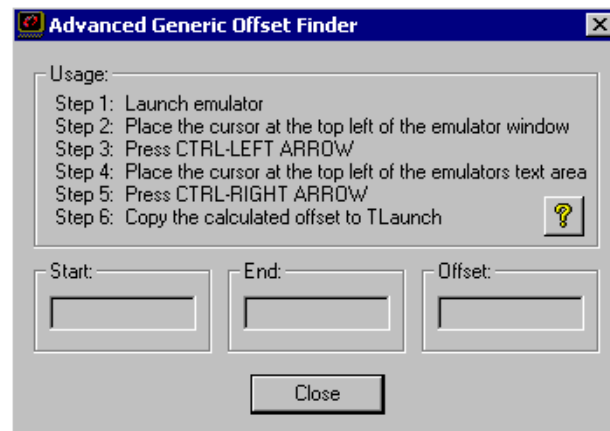 Advanced Generic Offset Finder
Usage:
Step 1: Launch emulator
Step 2: Place the cursor at the top left of the emulator window
Step 3: Press CTRL-LEFT ARROW
Step 4: Place the cursor at the top left of the emulators text area
Step 5: Press CTRL-RIGHT ARROW
Step 6: Copy the calculated offset to TLaunch
Start: End: Offset:
Close